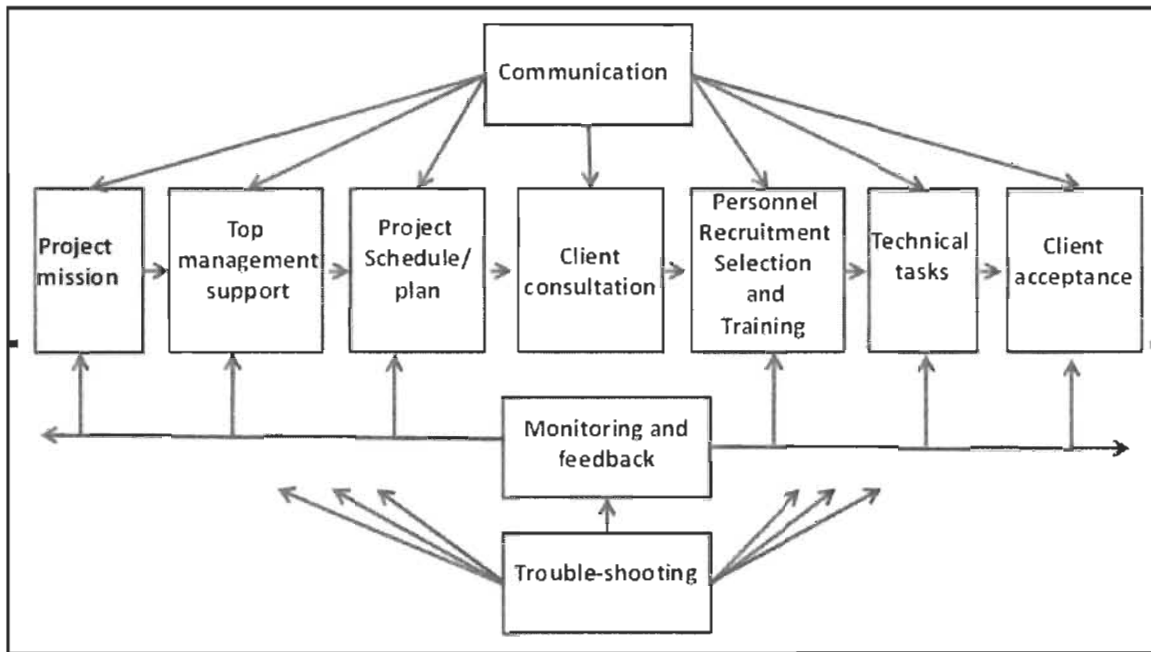 Communication
Project
mission
Top
management
support
Project
Schedule/
plan
Client
consultation
Personnel
Recruitment
Selection
and
Training
Technical
tasks
Client
acceptance
Monitoring and
feedback
Trouble-shooting